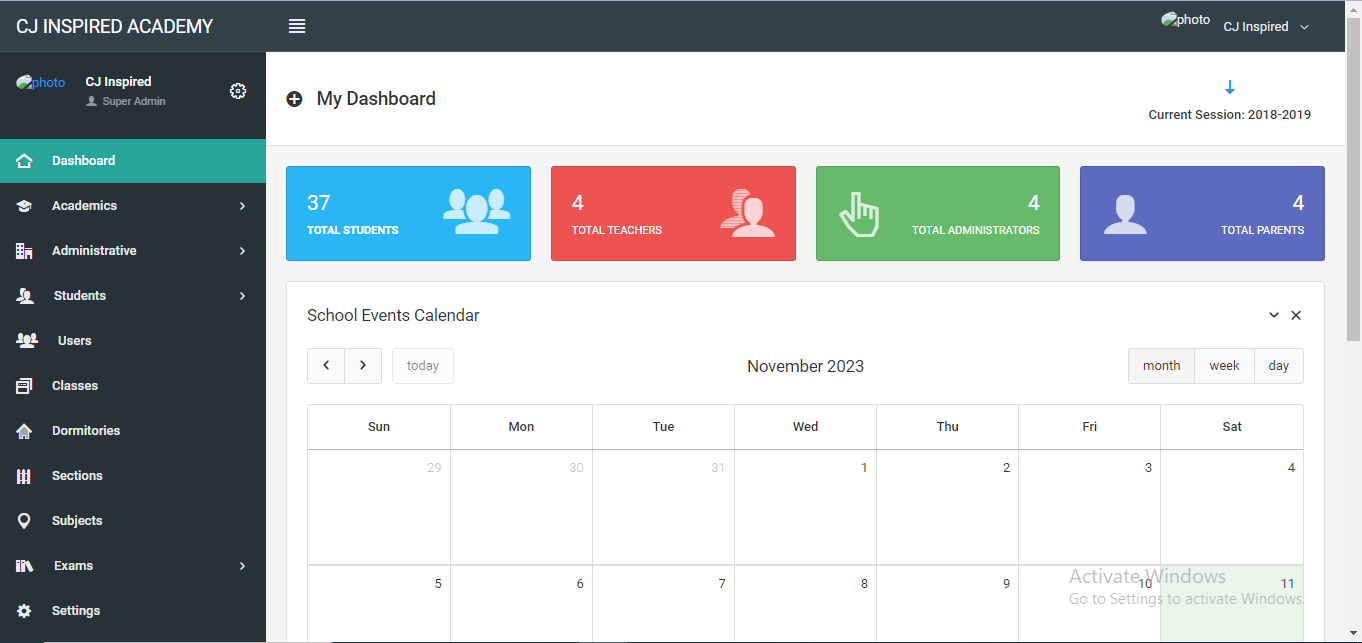 CJ INSPIRED ACADEMY
photo
CJ Inspired
photo
CJ Inspired
Super Admin
My Dashboard
Current Session: 2018-2019
Dashboard
Academics
Administrative
Students
Users
Classes
Dormitories
Sections
Subjects
Exams
Settings
37
TOTAL STUDENTS
4
TOTAL TEACHERS
4
TOTAL ADMINISTRATORS
4
TOTAL PARENTS
School Events Calendar
today
November 2023
month week day
Sun Mon Tue Wed Thu Fri Sat
29 30 31 1 2 3 4
5 6 7 8 9 10 11
Activate Windows
Go to Settings to activate Windows.